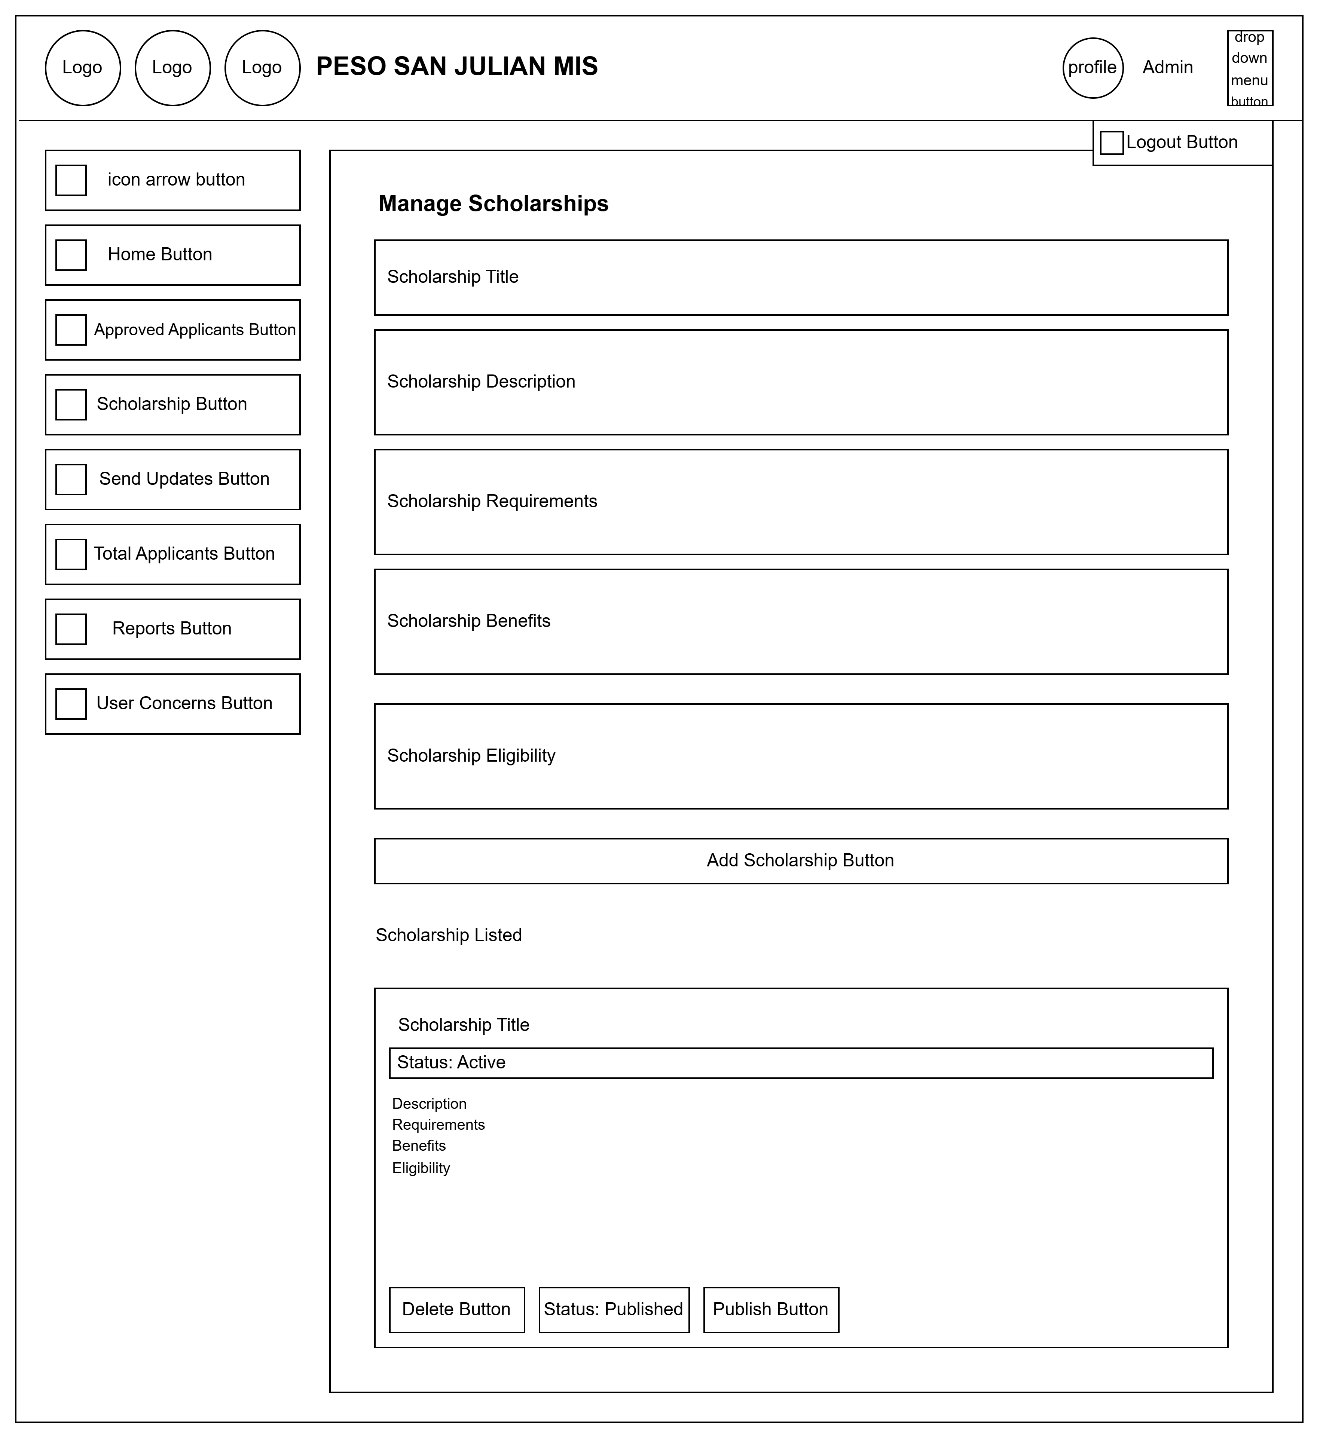 Logo
Logo
Logo
PESO SAN JULIAN MIS
profile
Admin
drop
down
menu
button
Logout Button
icon arrow button
Home Button
Approved Applicants Button
Scholarship Button
Send Updates Button
Total Applicants Button
Reports Button
User Concerns Button
Manage Scholarships
Scholarship Title
Scholarship Description
Scholarship Requirements
Scholarship Benefits
Scholarship Eligibility
Add Scholarship Button
Scholarship Listed
Scholarship Title
Status: Active
Description
Requirements
Benefits
Eligibility
Delete Button
Status: Published
Publish Button